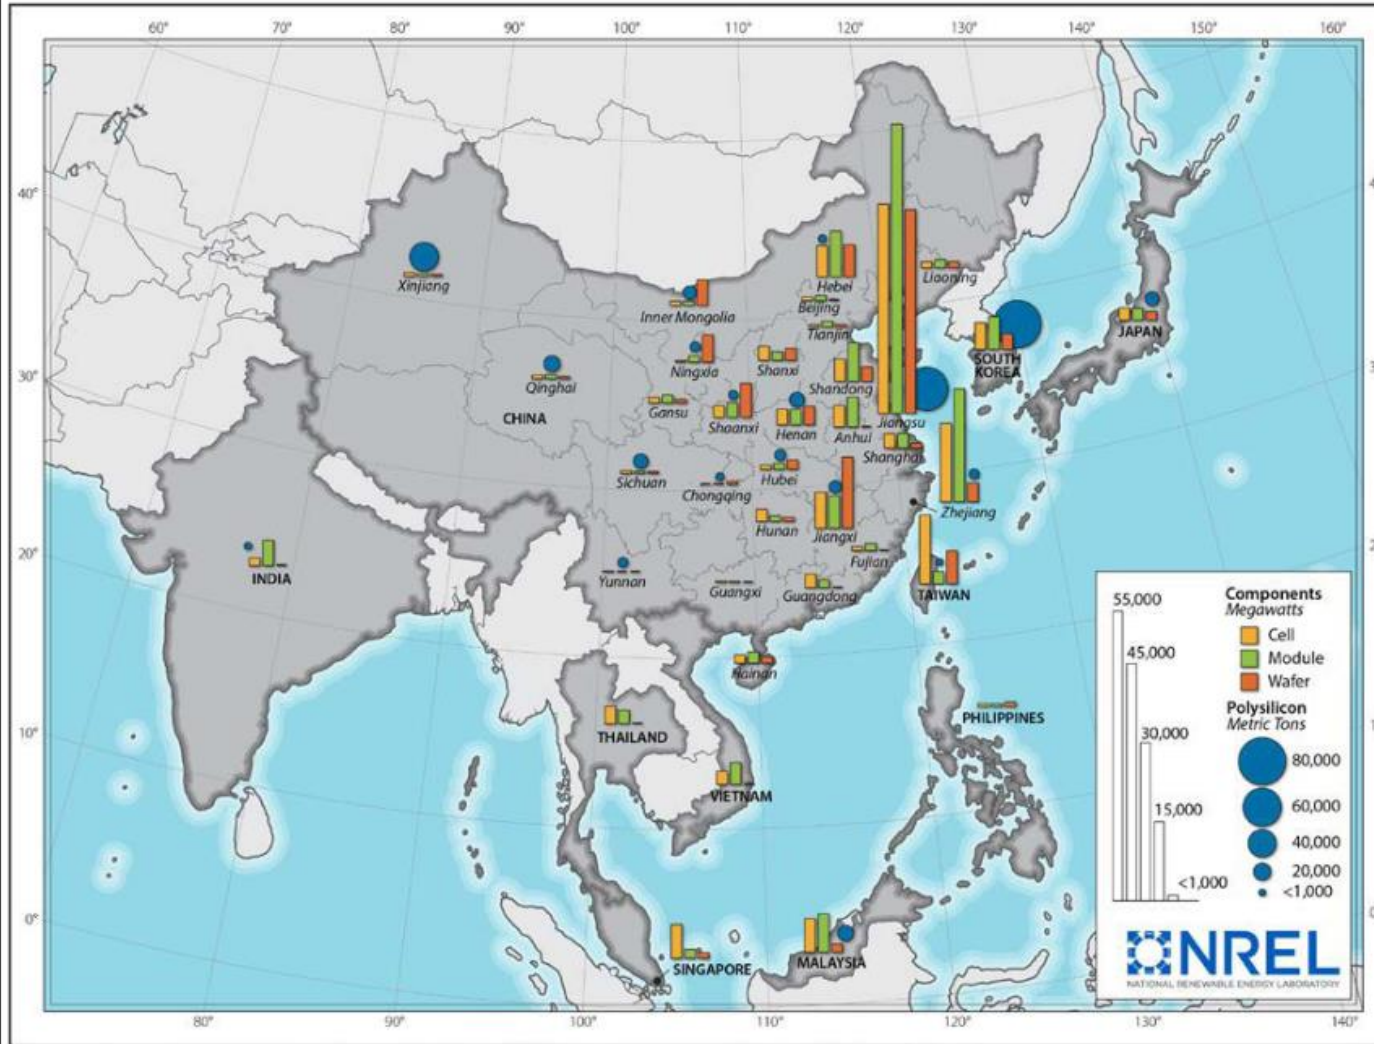 60° 70° 80° 90° 100° 110° 120° 130° 140° 150° 160°
40°
30°
20°
10°
0°
Xinjiang
Inner Mongolia
Hebei
Beijing
Tianjin
Liaoning
SOUTH
KOREA
JAPAN
Qinghai
CHINA
Ningxia
Gansu
Shanxi
Shaanxi
Shandong
Henan
Anhui
Jiangsu
Shanghai
Sichuan
Chongqing
Hubei
Zhejiang
Hunan
Jiangxi
Fujian
INDIA
Yunnan
Guangxi
Guangdong
TAIWAN
Hainan
THAILAND
VIETNAM
PHILIPPINES
SINGAPORE
MALAYSIA
55,000
45,000
30,000
15,000
<1,000
Components
Megawatts
Cell
Module
Wafer
Polysilicon
Metric Tons
80,000
60,000
40,000
20,000
<1,000
NREL
NATIONAL RENEWABLE ENERGY LABORATORY
80° 90° 100° 110° 120° 130° 140°